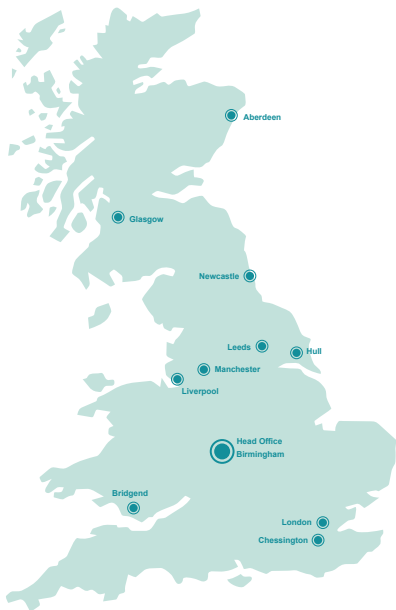 Aberdeen
Glasgow
Newcastle
Leeds
Hull
Manchester
Liverpool
Head Office
Birmingham
Bridgend
London
Chessington